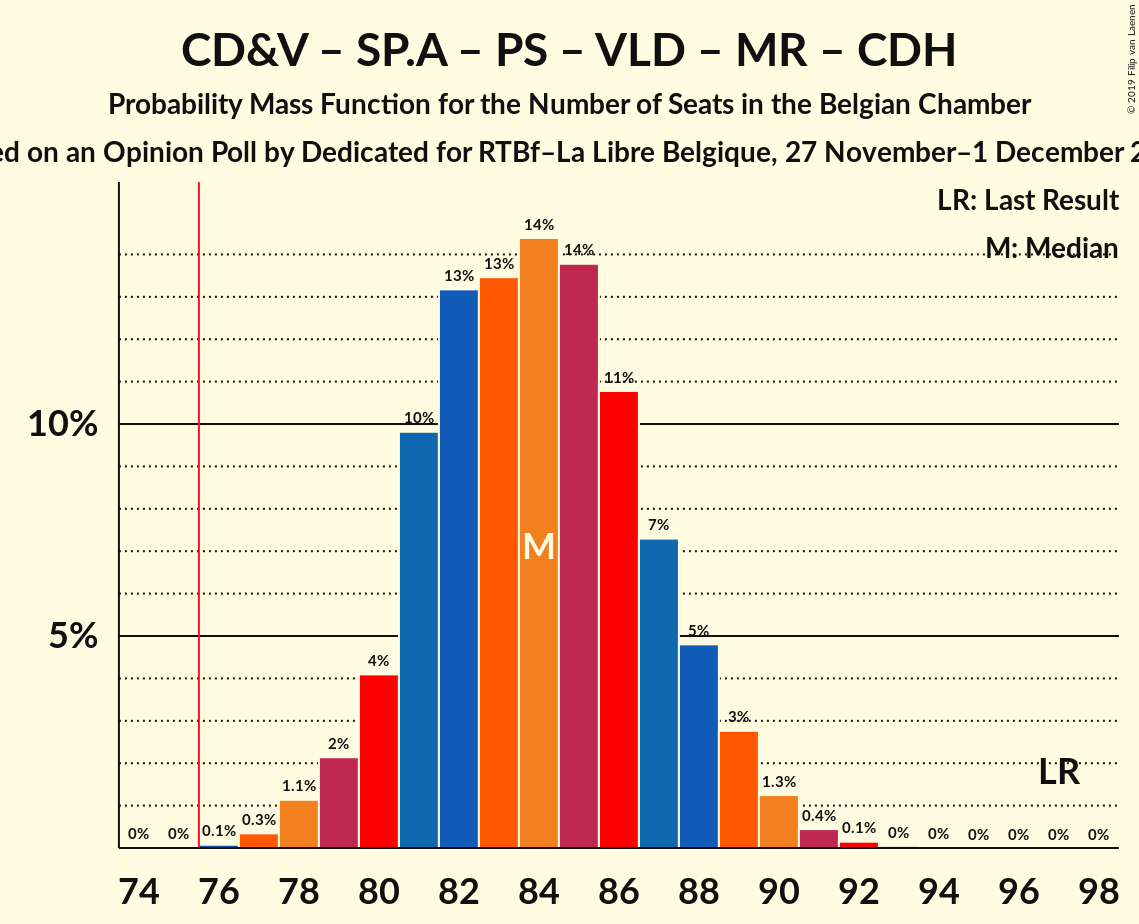 CD&V – SP.A – PS – VLD – MR – CDH
Probability Mass Function for the Number of Seats in the Belgian Chamber
ed on an Opinion Poll by Dedicated for RTBf–La Libre Belgique, 27 November–1 December 2
© 2019 Filip van Laenen
LR: Last Result
M: Median
14%
14%
13%
13%
11%
10%
10%
7%
M
5%
5%
4%
3%
2%
LR
1.1%
1.3%
0% 0% 0.1% 0.3% 0.4% 0.1% 0% 0% 0% 0% 0% 0%
74 76 78 80 82 84 86 88 90 92 94 96 98